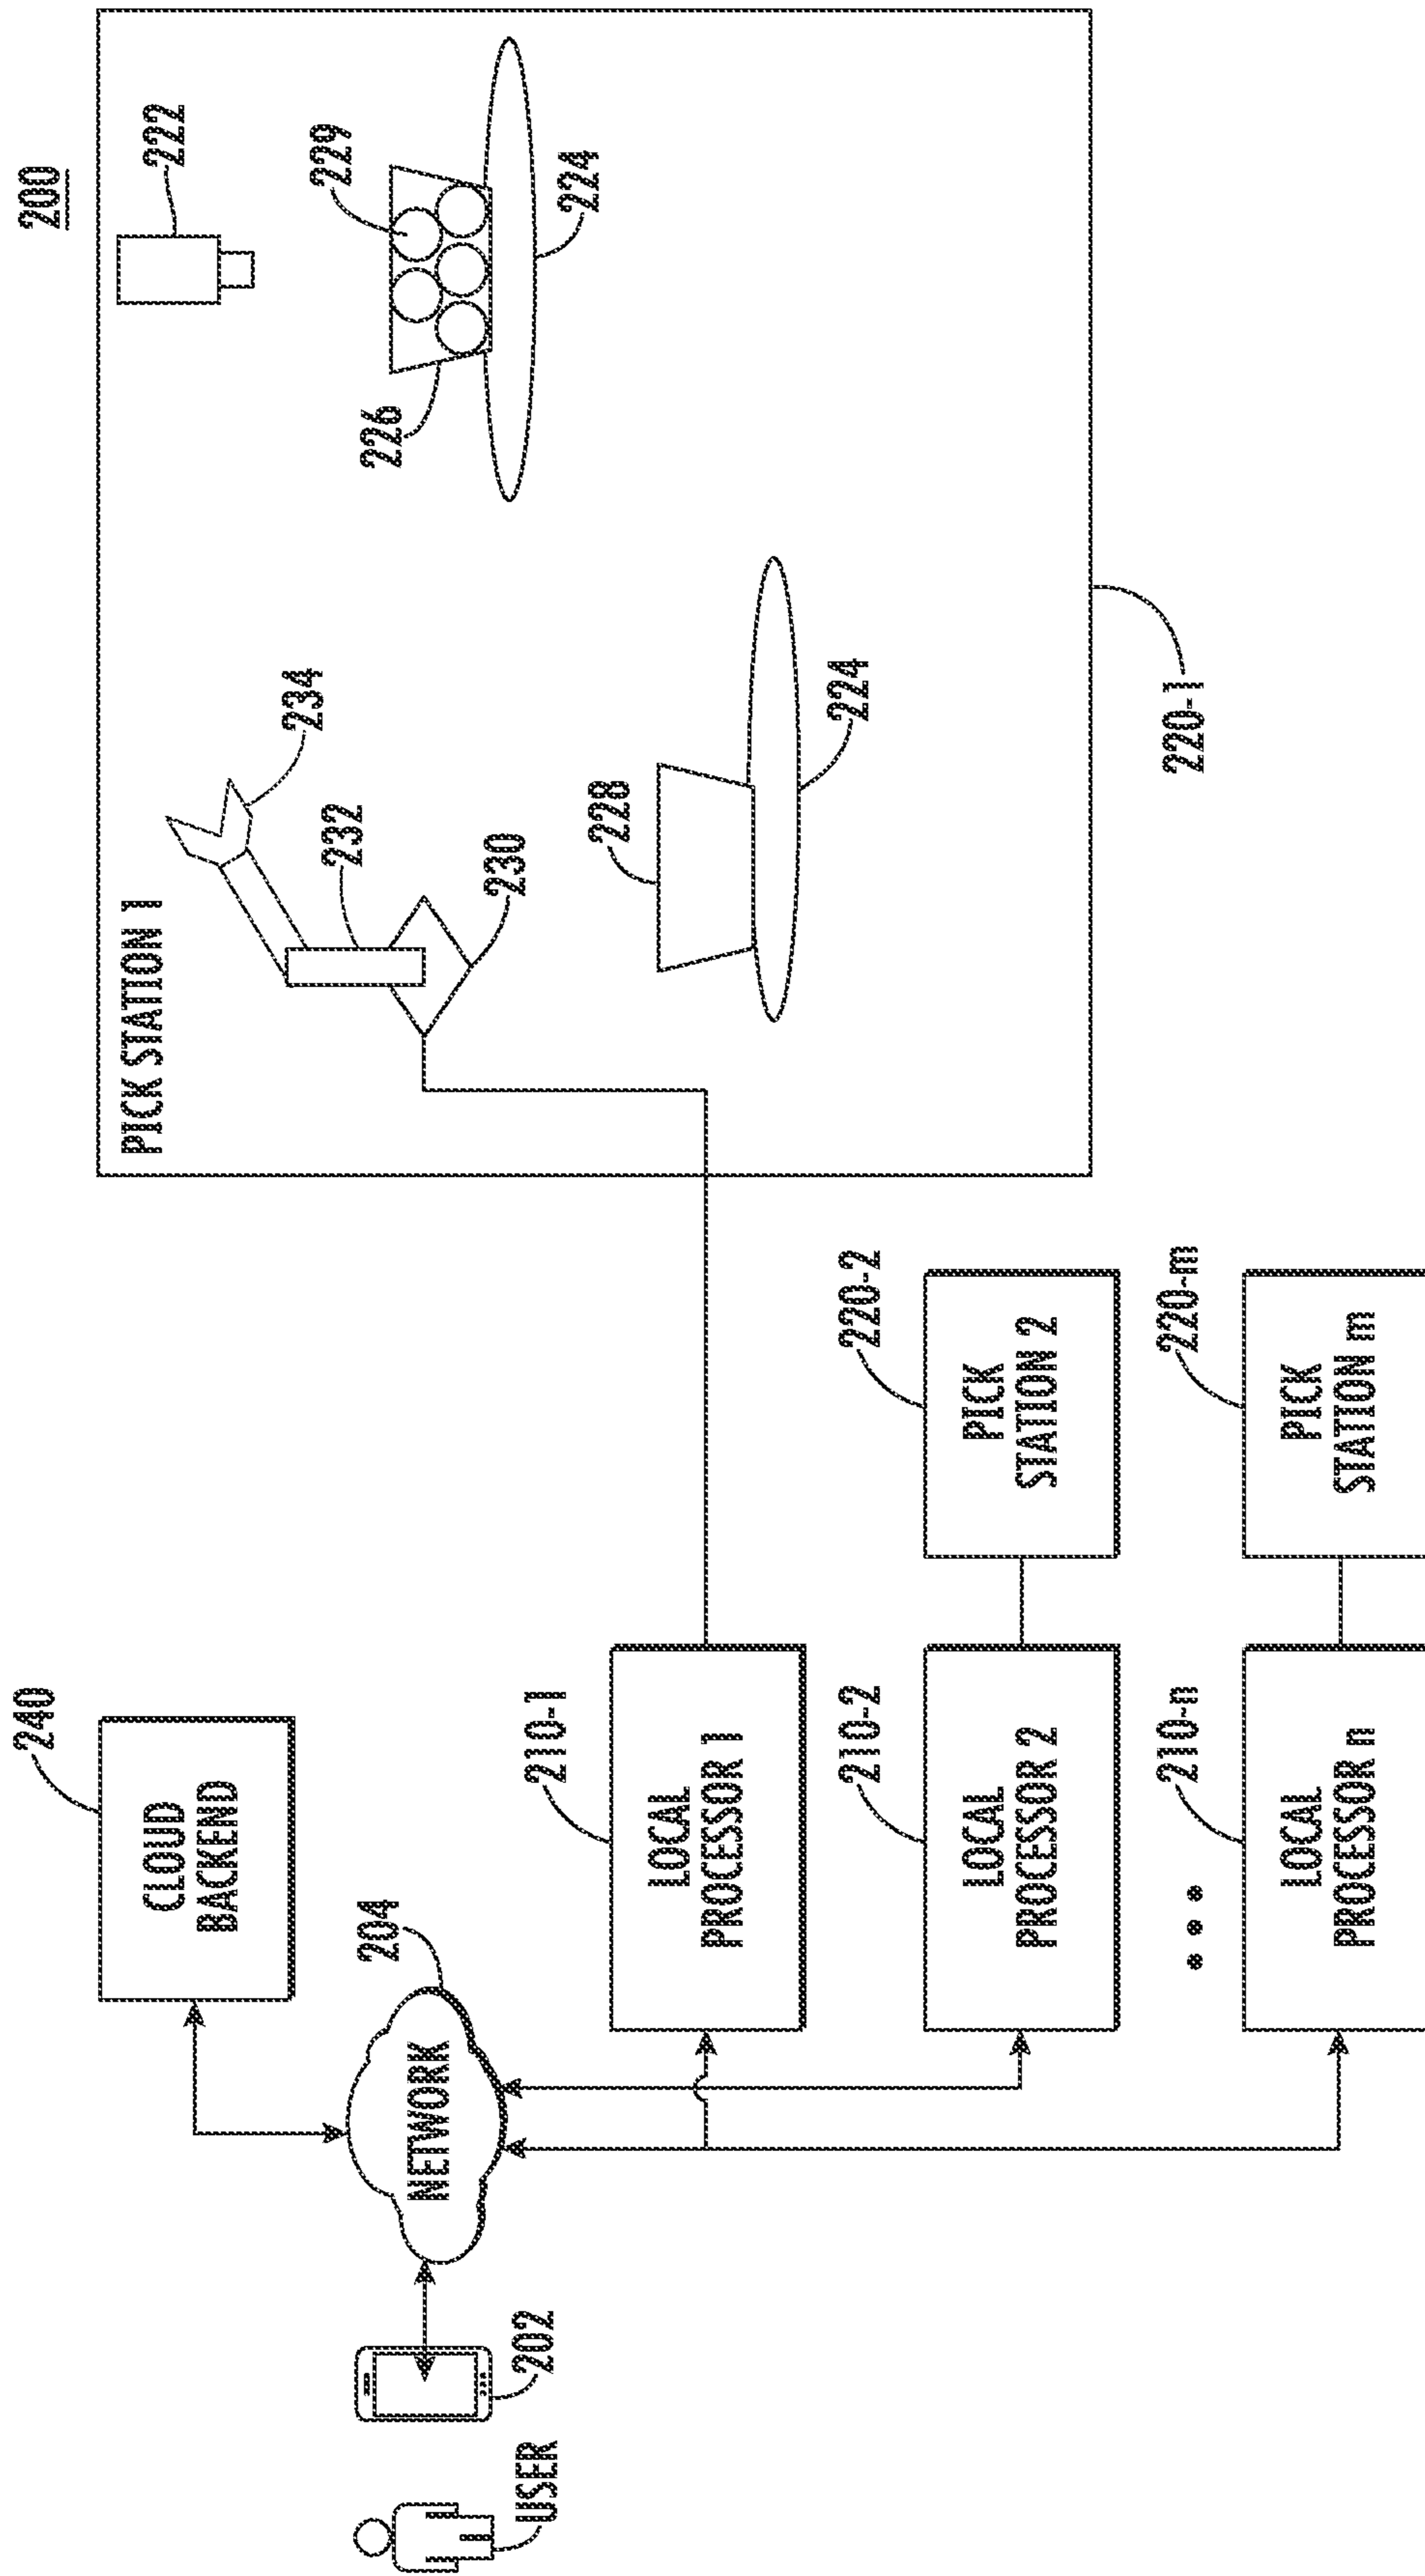 200
USER
202
NETWORK
204
CLOUD
BACKEND
240
LOCAL
PROCESSOR 1
210-1
LOCAL
PROCESSOR 2
210-2
LOCAL
PROCESSOR n
210-n
PICK
STATION 2
220-2
PICK
STATION m
220-m
PICK STATION 1
234
232
230
228
224
222
229
226
224
220-1